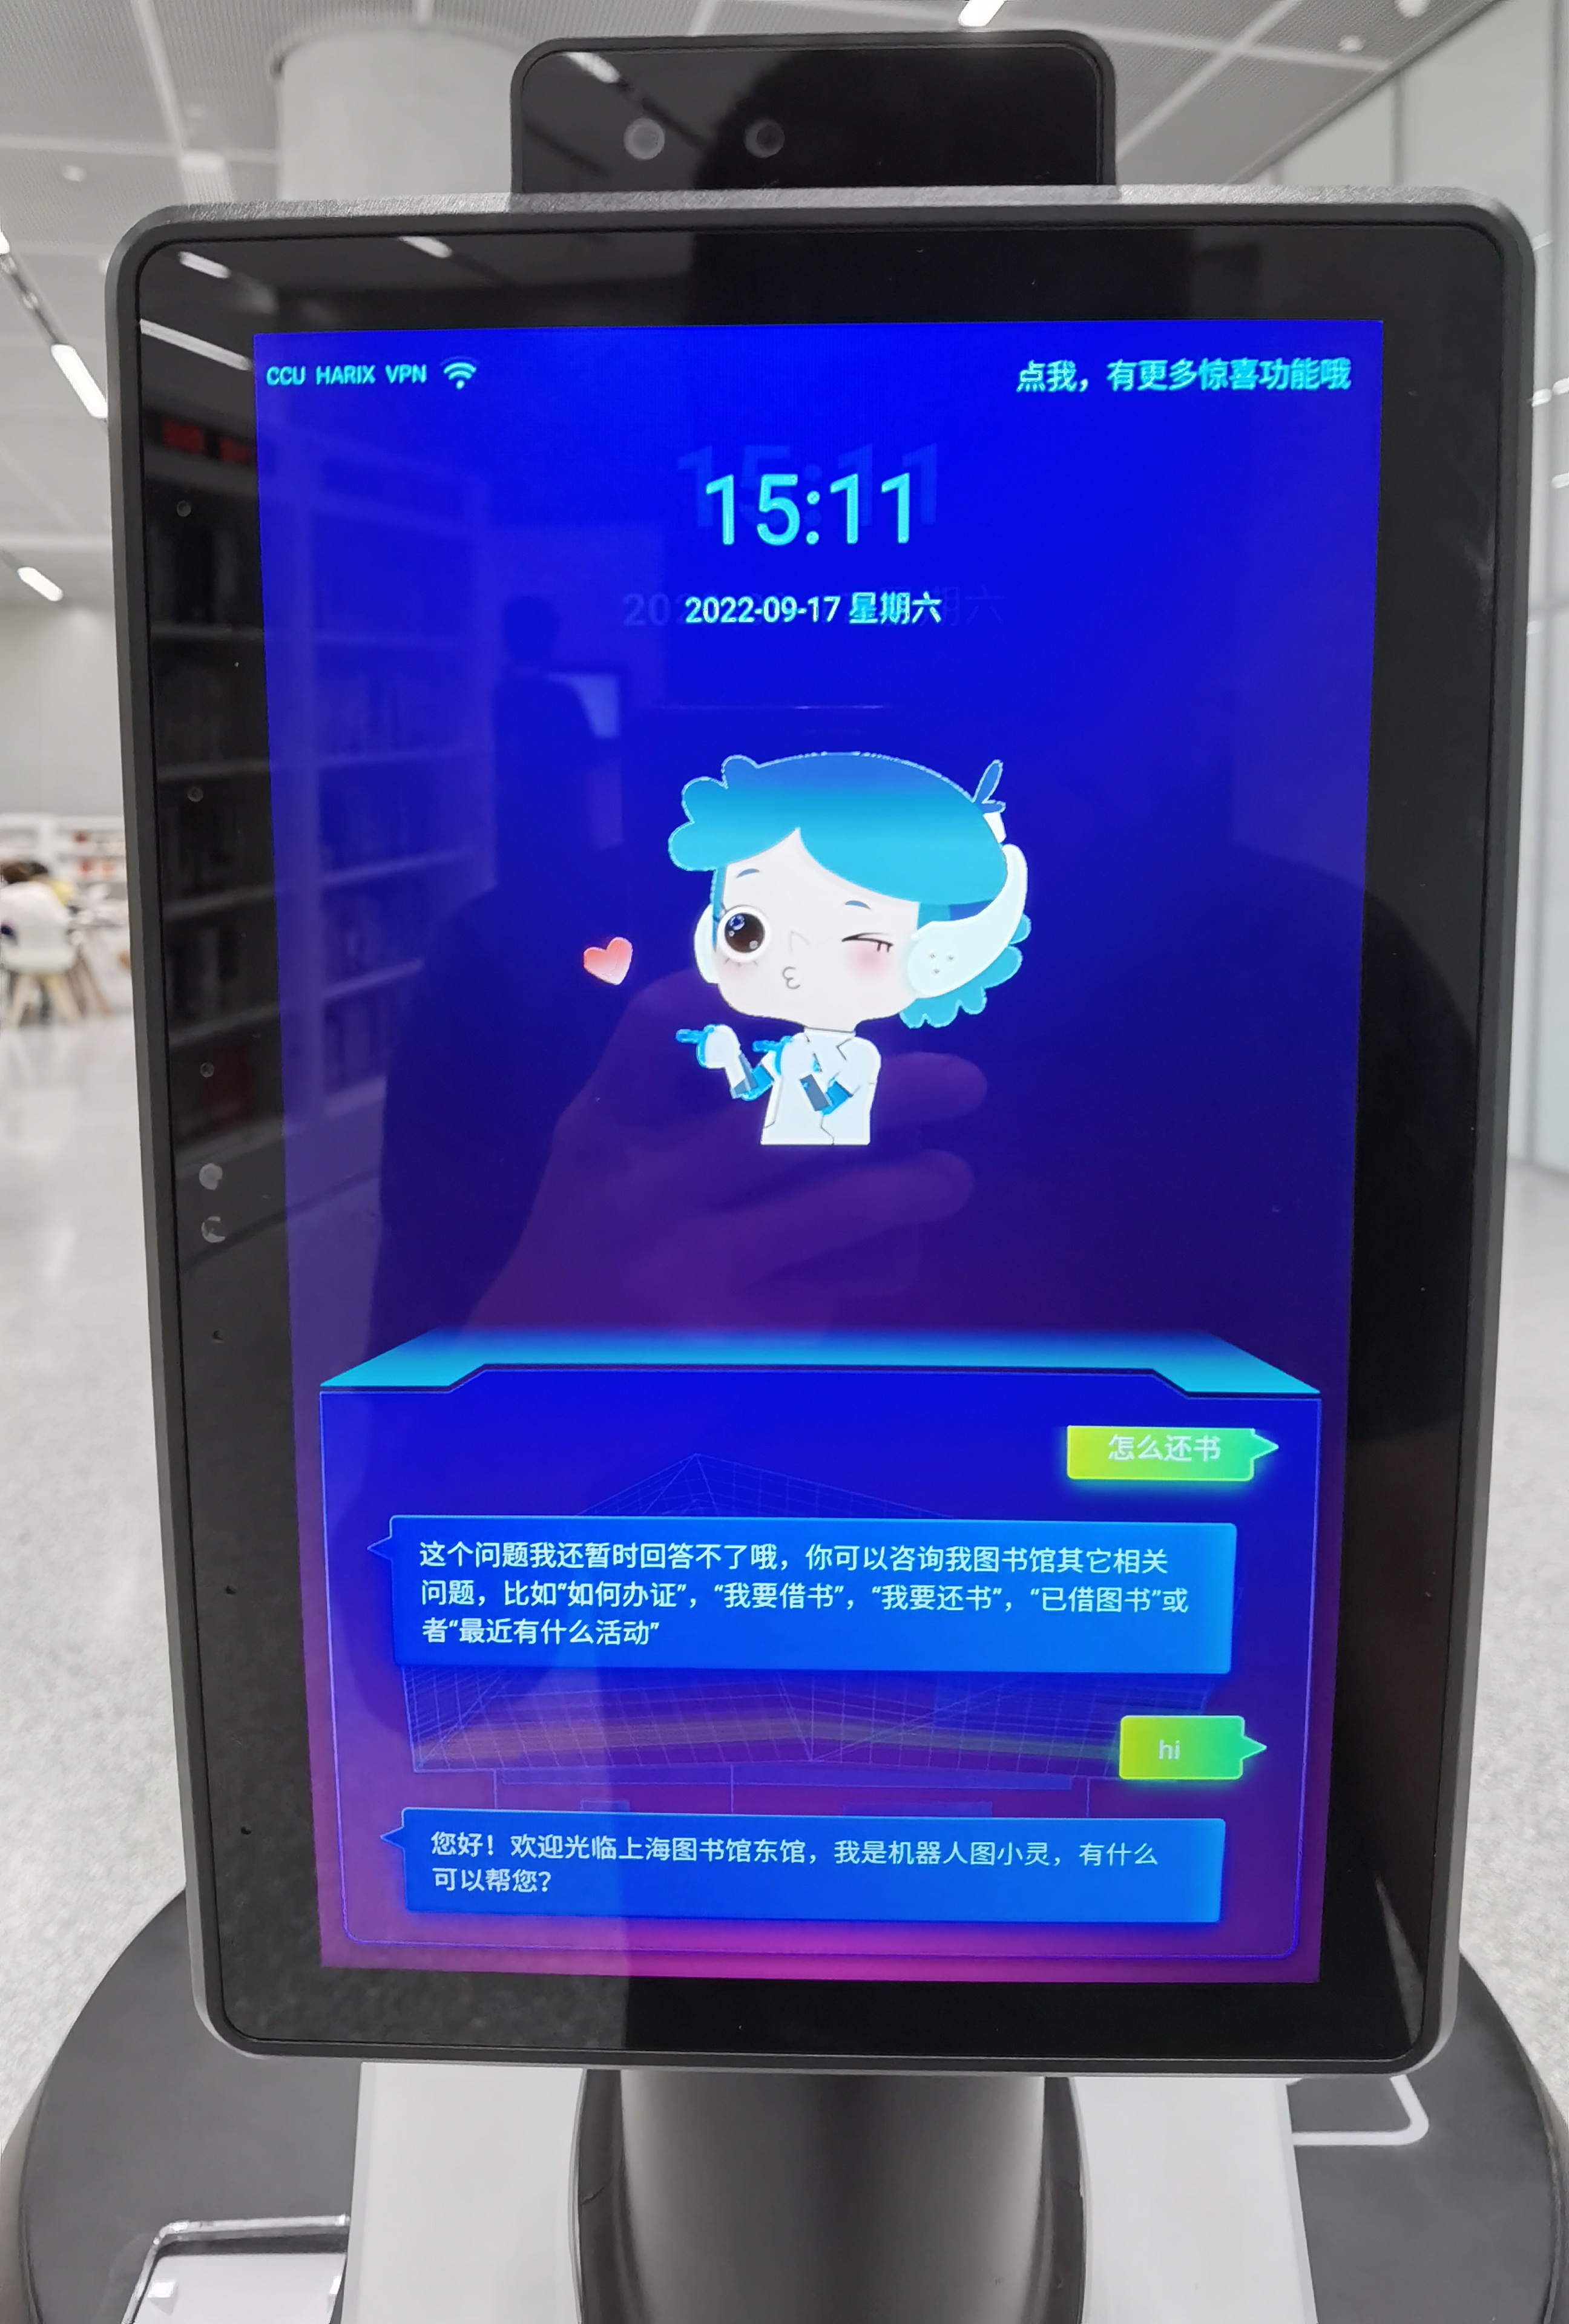 CCU HARIX VPN
点我，有更多惊喜功能哦
15:11
2022-09-17 星期六
怎么还书
这个问题我还暂时回答不了哦，你可以咨询我图书馆其它相关
问题，比如“如何办证”，“我要借书”，“我要还书”，“已借图书”或
者“最近有什么活动”
hi
您好！欢迎光临上海图书馆东馆，我是机器人图小灵，有什么
可以帮您？